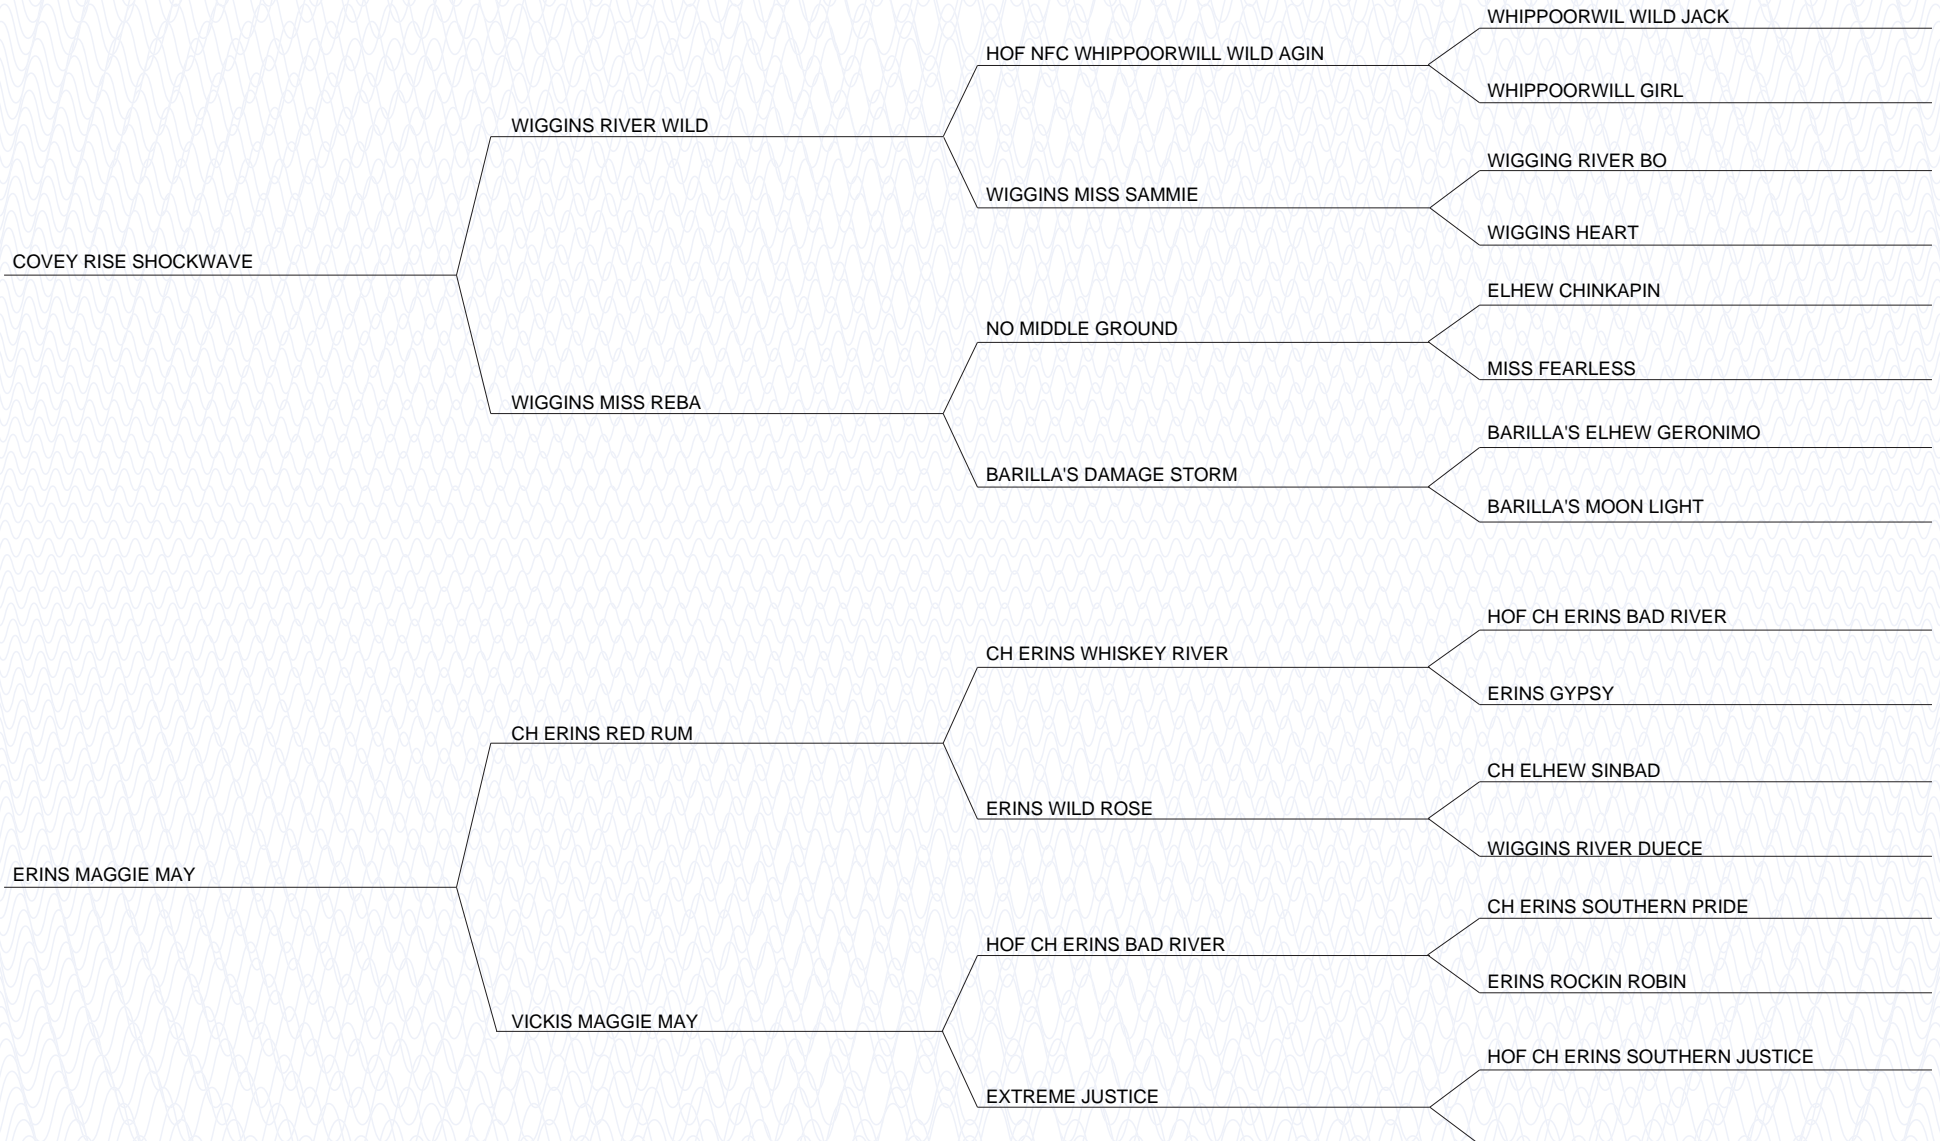 WHIPPOORWIL WILD JACK
HOF NFC WHIPPOORWILL WILD AGIN
WHIPPOORWILL GIRL
WIGGINS RIVER WILD
WIGGING RIVER BO
WIGGINS MISS SAMMIE
WIGGINS HEART
COVEY RISE SHOCKWAVE
ELHEW CHINKAPIN
NO MIDDLE GROUND
MISS FEARLESS
WIGGINS MISS REBA
BARILLA'S ELHEW GERONIMO
BARILLA'S DAMAGE STORM
BARILLA'S MOON LIGHT
HOF CH ERINS BAD RIVER
CH ERINS WHISKEY RIVER
ERINS GYPSY
CH ERINS RED RUM
CH ELHEW SINBAD
ERINS WILD ROSE
WIGGINS RIVER DUECE
ERINS MAGGIE MAY
CH ERINS SOUTHERN PRIDE
HOF CH ERINS BAD RIVER
ERINS ROCKIN ROBIN
VICKIS MAGGIE MAY
HOF CH ERINS SOUTHERN JUSTICE
EXTREME JUSTICE